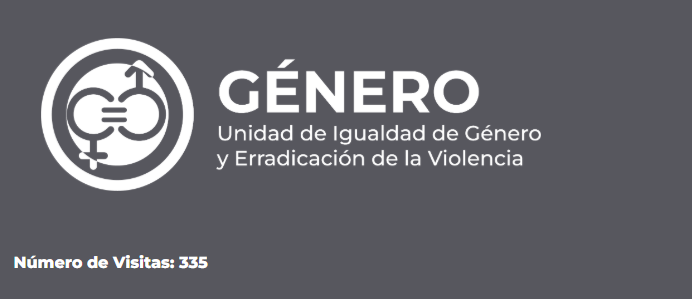 GÉNERO
Unidad de Igualdad de Género
y Erradicación de la Violencia
Número de Visitas: 335